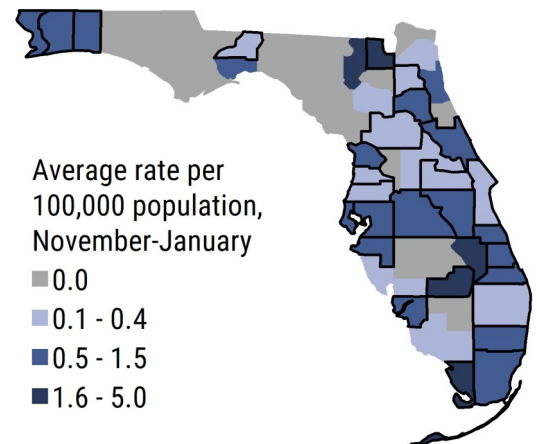 Average rate per
100,000 population,
November-January
0.0
0.1 - 0.4
0.5 - 1.5
1.6 - 5.0